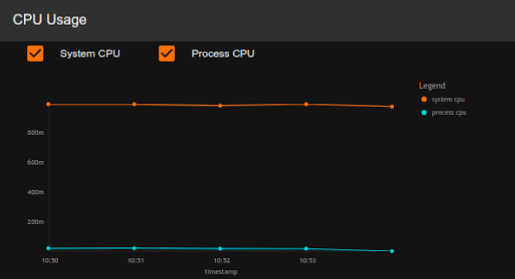 CPU Usage
System CPU Process CPU
Legend
system cpu
process cpu
800m
600m
400m
200m
10:50 10:51 10:52 10:53
timestamp